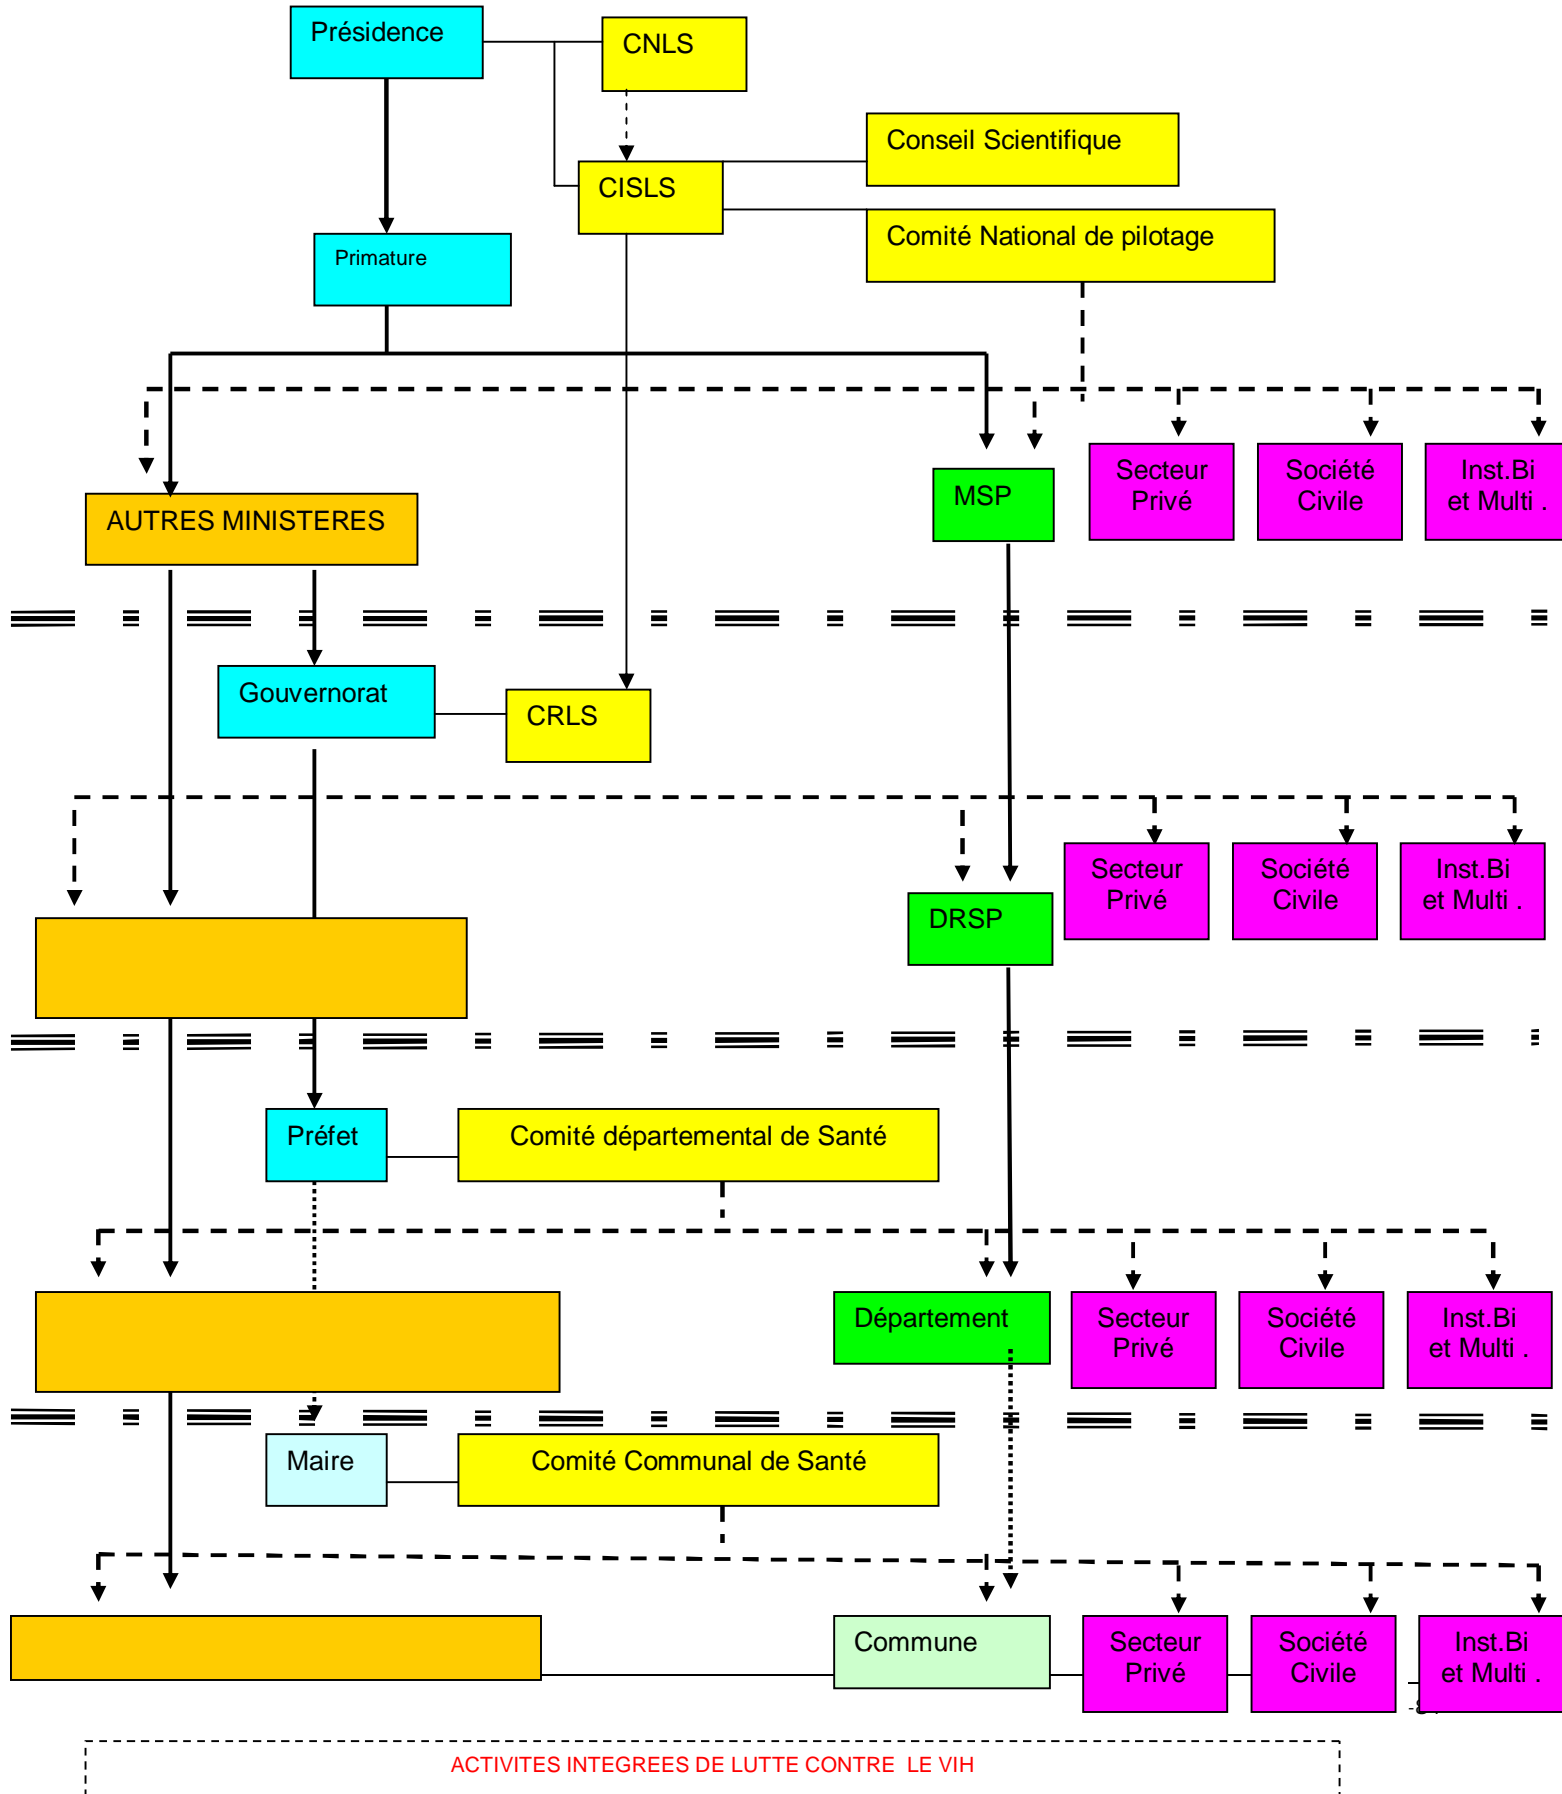 Présidence
CNLS
Conseil Scientifique
CISLS
Comité National de pilotage
Primature
AUTRES MINISTERES
MSP
Secteur
Privé
Société
Civile
Inst.Bi
et Multi .
Gouvernorat
CRLS
DRSP
Secteur
Privé
Société
Civile
Inst.Bi
et Multi .
Préfet
Comité départemental de Santé
Département
Secteur
Privé
Société
Civile
Inst.Bi
et Multi .
Maire
Comité Communal de Santé
Commune
Secteur
Privé
Société
Civile
Inst.Bi
et Multi .
ACTIVITES INTEGREES DE LUTTE CONTRE LE VIH